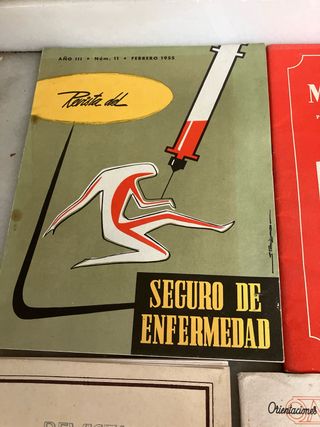 AÑO III • Núm. 11 • FEBRERO 1955
Revista del
SEGURO DE
ENFERMEDAD
M
Orientaciones